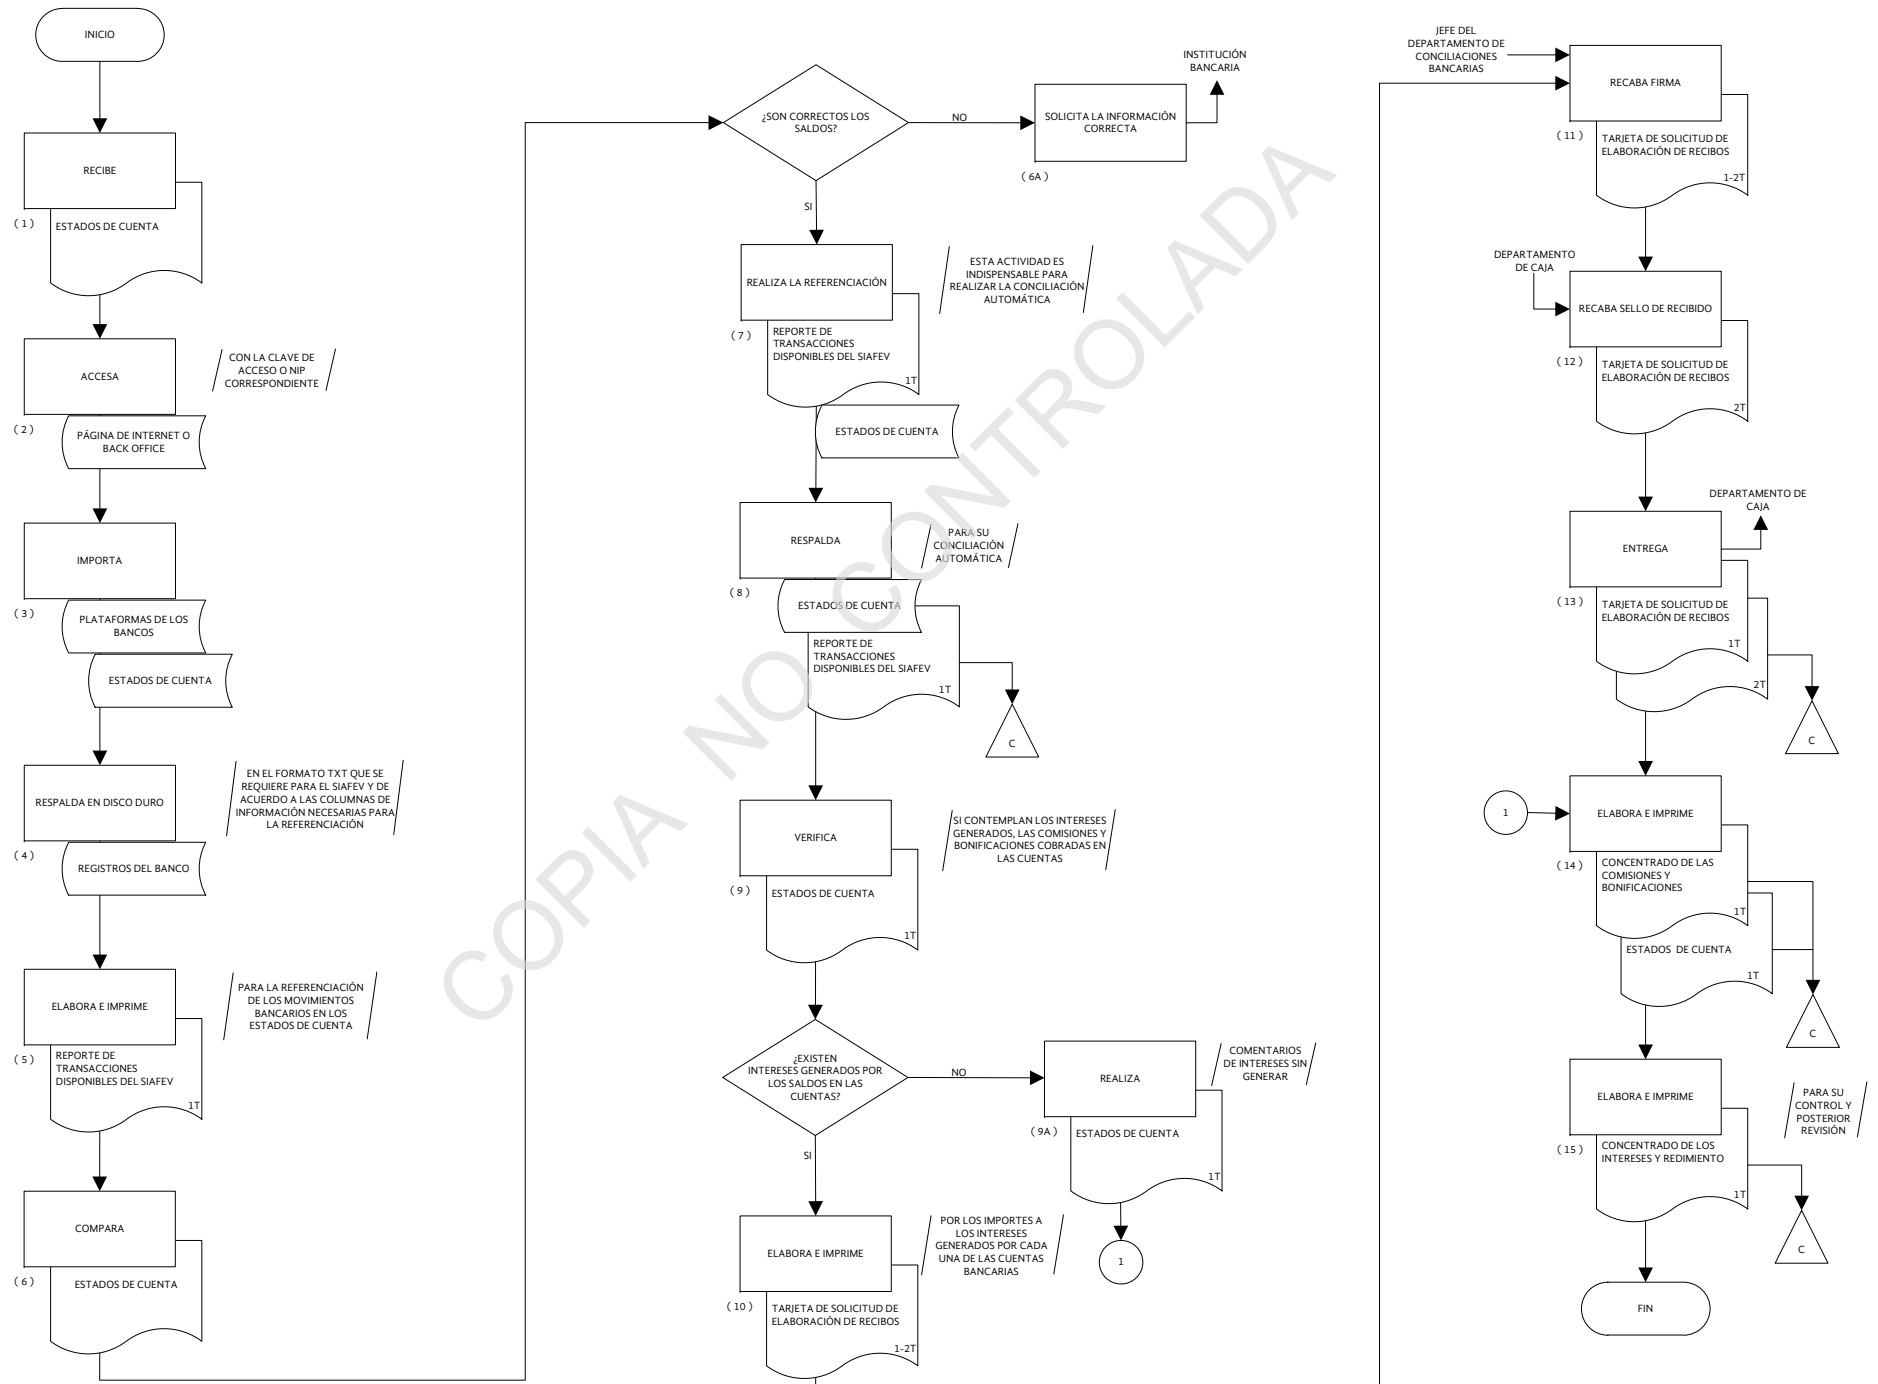 INICIO
RECIBE
( 1 )
ESTADOS DE CUENTA
ACCESA
CON LA CLAVE DE
ACCESO O NIP
CORRESPONDIENTE
( 2 )
PÁGINA DE INTERNET O
BACK OFFICE
IMPORTA
( 3 )
PLATAFORMAS DE LOS
BANCOS
ESTADOS DE CUENTA
RESPALDA EN DISCO DURO
EN EL FORMATO TXT QUE SE
REQUIERE PARA EL SIAFEV Y DE
ACUERDO A LAS COLUMNAS DE
INFORMACIÓN NECESARIAS PARA
LA REFERENCIACIÓN
( 4 )
REGISTROS DEL BANCO
ELABORA E IMPRIME
PARA LA REFERENCIACIÓN
DE LOS MOVIMIENTOS
BANCARIOS EN LOS
ESTADOS DE CUENTA
( 5 )
REPORTE DE
TRANSACCIONES
DISPONIBLES DEL SIAFEV
1T
COMPARA
( 6 )
ESTADOS DE CUENTA
¿SON CORRECTOS LOS
SALDOS?
NO
SOLICITA LA INFORMACIÓN
CORRECTA
( 6A )
INSTITUCIÓN
BANCARIA
SI
REALIZA LA REFERENCIACIÓN
ESTA ACTIVIDAD ES
INDISPENSABLE PARA
REALIZAR LA CONCILIACIÓN
AUTOMÁTICA
( 7 )
REPORTE DE
TRANSACCIONES
DISPONIBLES DEL SIAFEV
1T
ESTADOS DE CUENTA
RESPALDA
PARA SU
CONCILIACIÓN
AUTOMÁTICA
( 8 )
ESTADOS DE CUENTA
REPORTE DE
TRANSACCIONES
DISPONIBLES DEL SIAFEV
1T
C
VERIFICA
SI CONTEMPLAN LOS INTERESES
GENERADOS, LAS COMISIONES Y
BONIFICACIONES COBRADAS EN
LAS CUENTAS
( 9 )
ESTADOS DE CUENTA
1T
¿EXISTEN
INTERESES GENERADOS POR
LOS SALDOS EN LAS
CUENTAS?
NO
REALIZA
COMENTARIOS
DE INTERESES SIN
GENERAR
( 9A )
ESTADOS DE CUENTA
1T
1
SI
ELABORA E IMPRIME
POR LOS IMPORTES A
LOS INTERESES
GENERADOS POR CADA
UNA DE LAS CUENTAS
BANCARIAS
( 10 )
TARJETA DE SOLICITUD DE
ELABORACIÓN DE RECIBOS
1-2T
JEFE DEL
DEPARTAMENTO DE
CONCILIACIONES
BANCARIAS
RECABA FIRMA
( 11 )
TARJETA DE SOLICITUD DE
ELABORACIÓN DE RECIBOS
1-2T
DEPARTAMENTO
DE CAJA
RECABA SELLO DE RECIBIDO
( 12 )
TARJETA DE SOLICITUD DE
ELABORACIÓN DE RECIBOS
2T
DEPARTAMENTO DE
CAJA
ENTREGA
( 13 )
TARJETA DE SOLICITUD DE
ELABORACIÓN DE RECIBOS
1T
2T
C
1
ELABORA E IMPRIME
( 14 )
CONCENTRADO DE LAS
COMISIONES Y
BONIFICACIONES
1T
ESTADOS DE CUENTA
1T
C
ELABORA E IMPRIME
PARA SU
CONTROL Y
POSTERIOR
REVISIÓN
( 15 )
CONCENTRADO DE LOS
INTERESES Y REDIMIENTO
1T
C
FIN
COPIA NO CONTROLADA